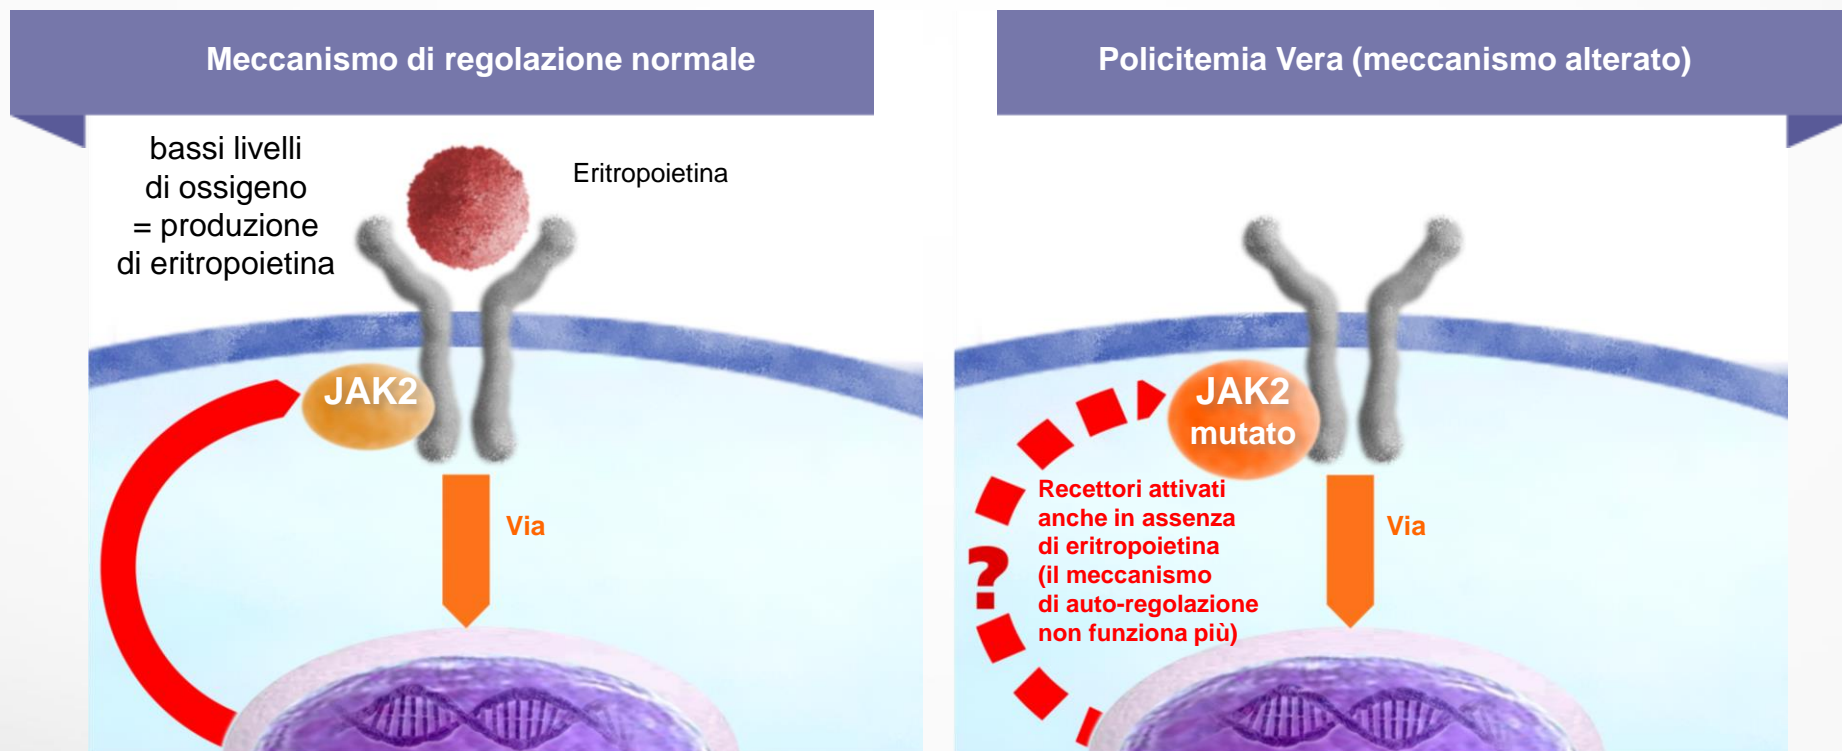 Meccanismo di regolazione normale
bassi livelli
di ossigeno
= produzione
di eritropoietina
Eritropoietina
JAK2
Via
Policitemia Vera (meccanismo alterato)
JAK2
mutato
Recettori attivati
anche in assenza
di eritropoietina
(il meccanismo
di auto-regolazione
non funziona più)
?
Via